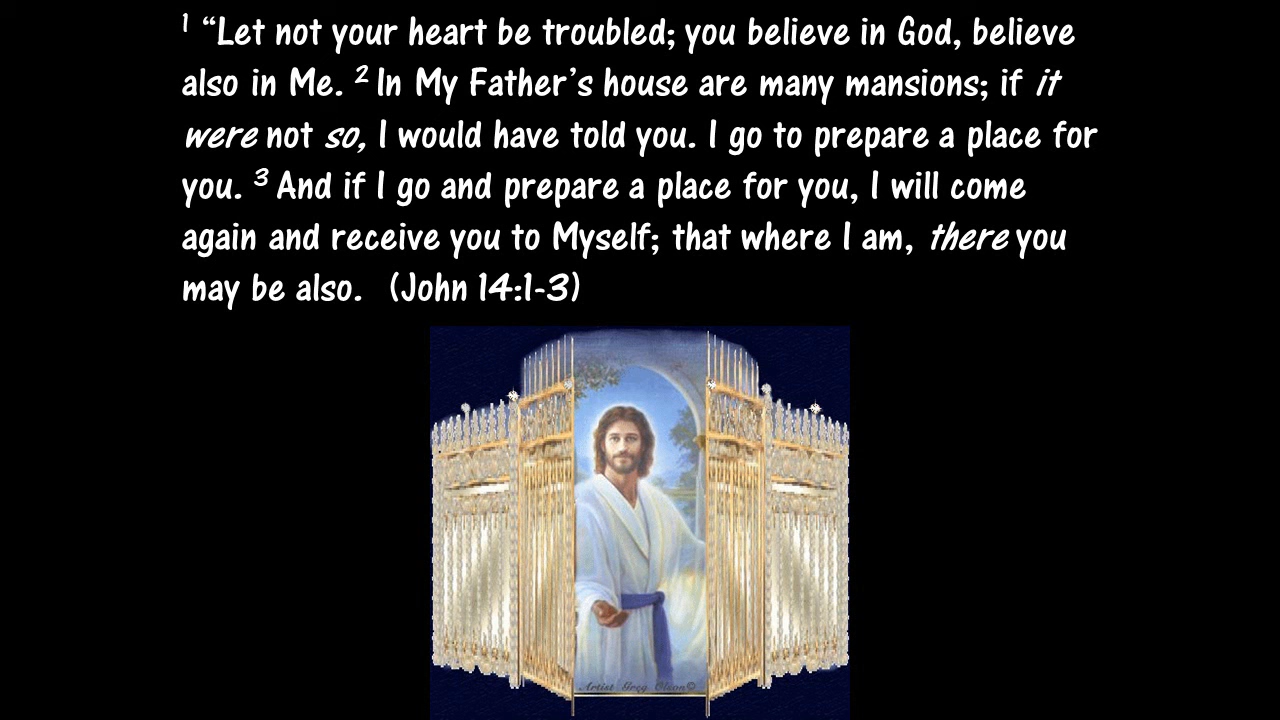 1 “Let not your heart be troubled; you believe in God, believe
also in Me. 2 In My Father’s house are many mansions; if it
were not so, I would have told you. I go to prepare a place for
you. 3 And if I go and prepare a place for you, I will come
again and receive you to Myself; that where I am, there you
may be also. (John 14:1-3)
Artist Greg Olson©